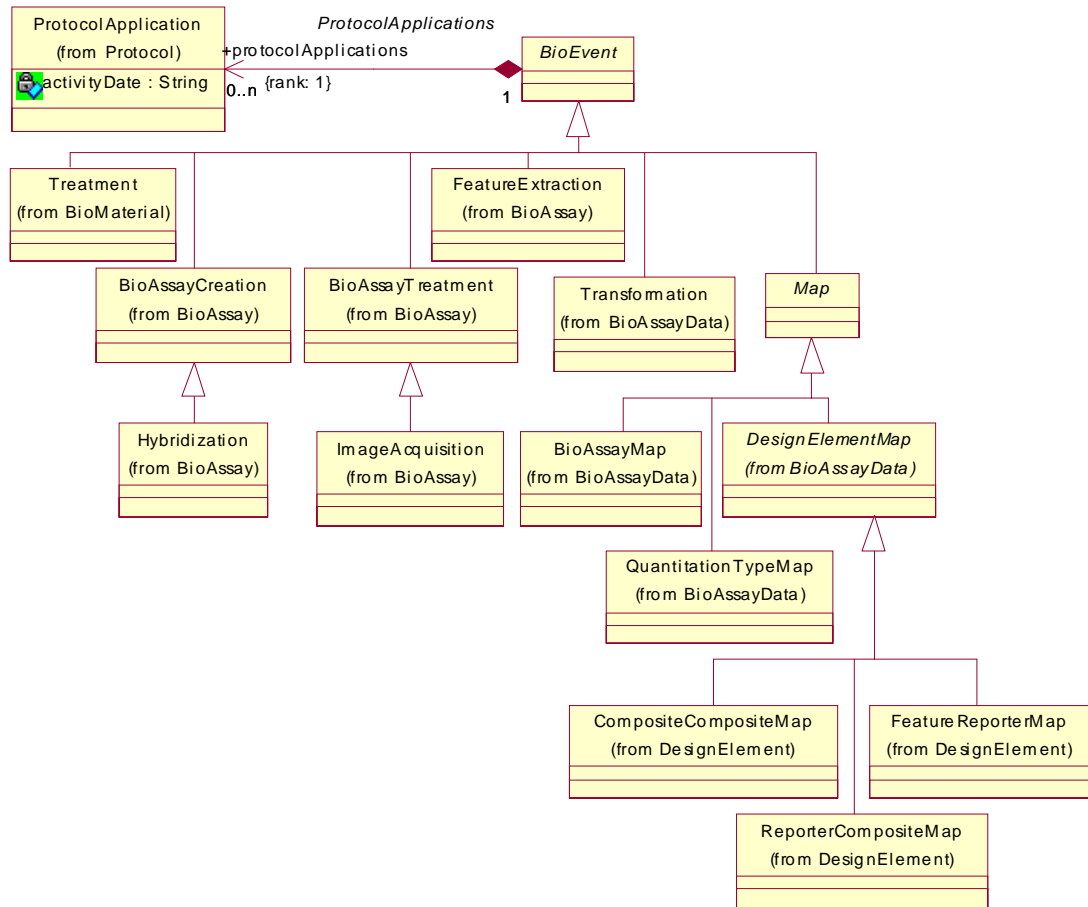 ProtocolApplication
(from Protocol)
activityDate : String
ProtocolApplications
+protocolApplications
0..n
{rank: 1}
1
BioEvent
Treatment
(from BioMaterial)
FeatureExtraction
(from BioAssay)
BioAssayCreation
(from BioAssay)
BioAssayTreatment
(from BioAssay)
Transformation
(from BioAssayData)
Map
Hybridization
(from BioAssay)
ImageAcquisition
(from BioAssay)
BioAssayMap
(from BioAssayData)
DesignElementMap
(from BioAssayData)
QuantitationTypeMap
(from BioAssayData)
CompositeCompositeMap
(from DesignElement)
FeatureReporterMap
(from DesignElement)
ReporterCompositeMap
(from DesignElement)